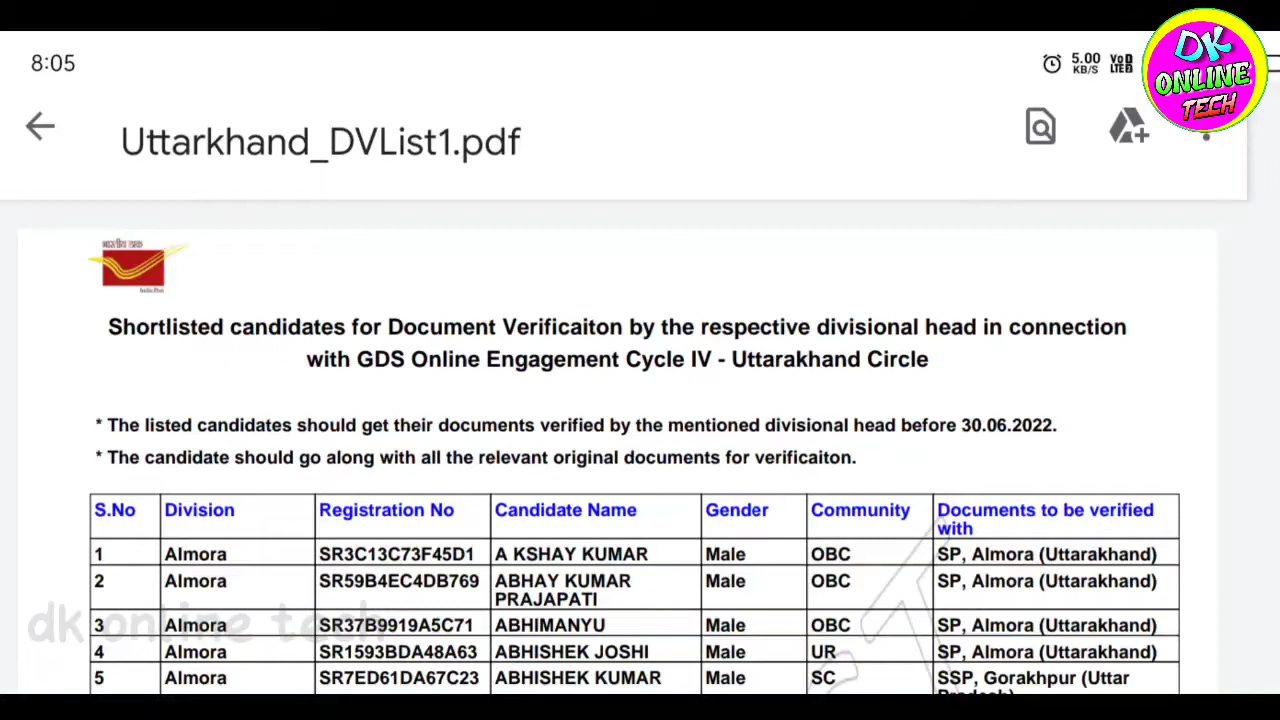 8:05
5.00
KB/S
Vo
LTE2
DK
ONLINE
TECH
Uttarkhand_DVList1.pdf
भारतीय डाक
India Post
Shortlisted candidates for Document Verificaiton by the respective divisional head in connection
with GDS Online Engagement Cycle IV - Uttarakhand Circle
* The listed candidates should get their documents verified by the mentioned divisional head before 30.06.2022.
* The candidate should go along with all the relevant original documents for verificaiton.
S.No Division Registration No Candidate Name Gender Community Documents to be verified
with
1 Almora SR3C13C73F45D1 A KSHAY KUMAR Male OBC SP, Almora (Uttarakhand)
2 Almora SR59B4EC4DB769 ABHAY KUMAR Male OBC SP, Almora (Uttarakhand)
PRAJAPATI
dk online tech
3 Almora SR37B9919A5C71 ABHIMANYU Male OBC SP, Almora (Uttarakhand)
4 Almora SR1593BDA48A63 ABHISHEK JOSHI Male UR SP, Almora (Uttarakhand)
5 Almora SR7ED61DA67C23 ABHISHEK KUMAR Male SC SSP, Gorakhpur (Uttar
Pradesh)